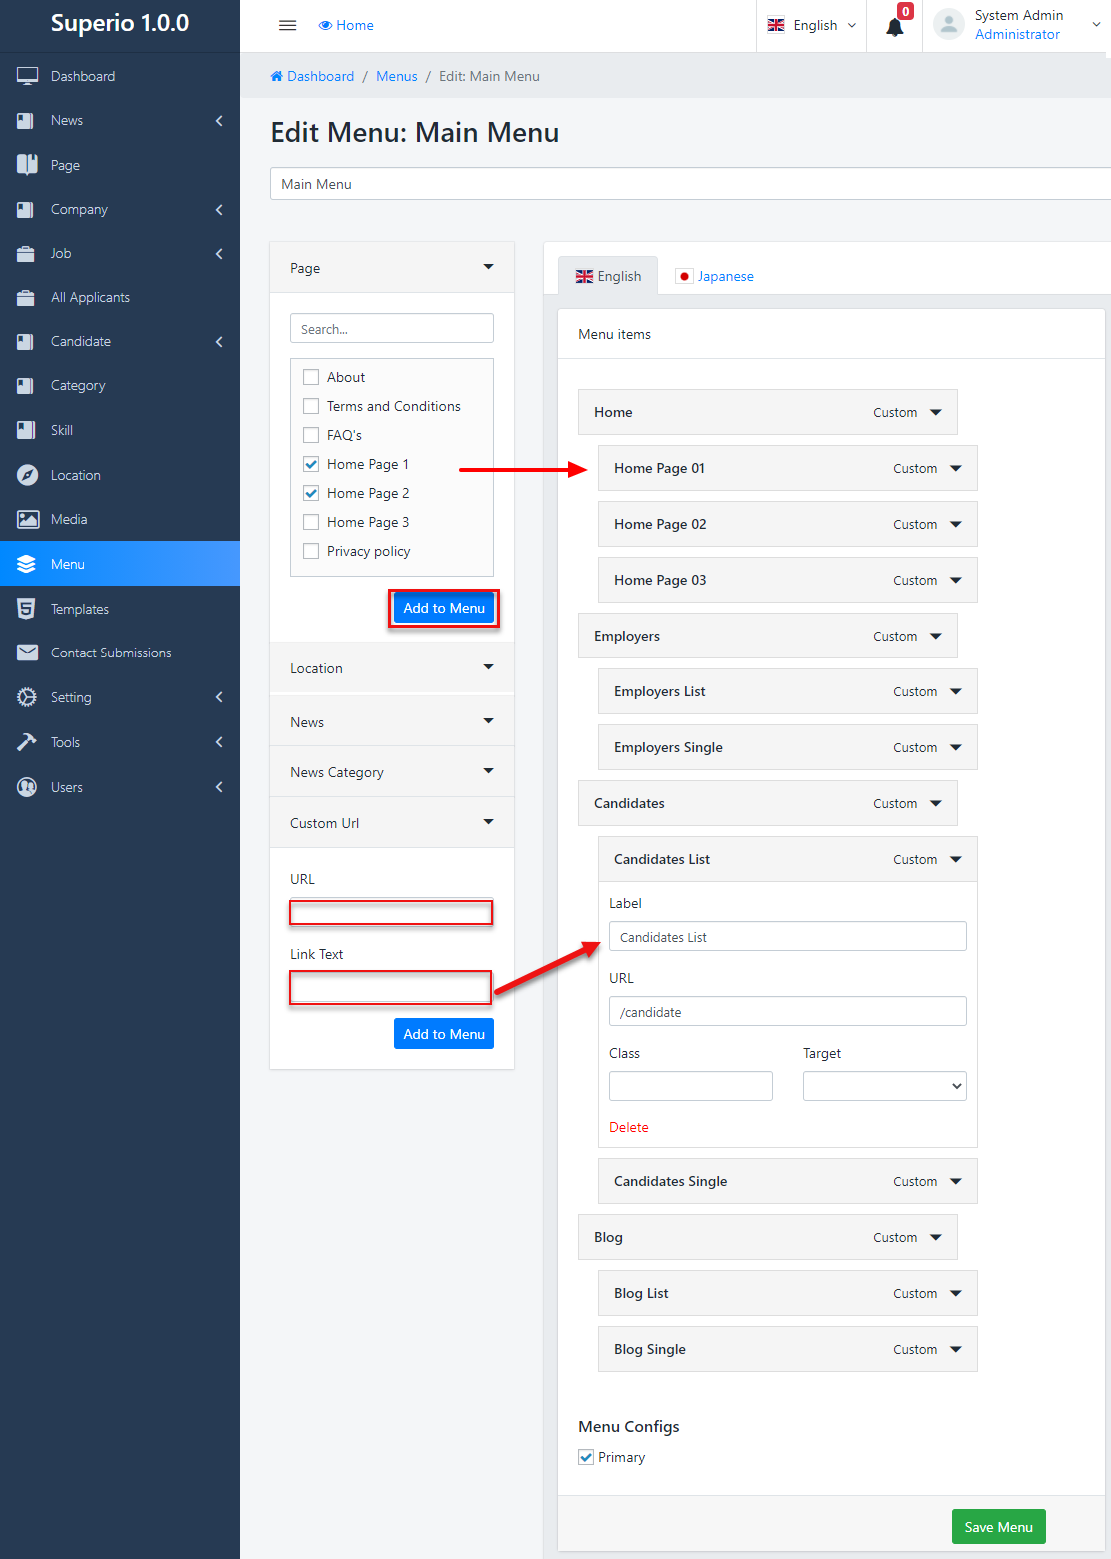 Superio 1.0.0
Home
English
0
System Admin
Administrator
Dashboard
News
Page
Company
Job
All Applicants
Candidate
Category
Skill
Location
Media
Menu
Templates
Contact Submissions
Setting
Tools
Users
Dashboard / Menus / Edit: Main Menu
Edit Menu: Main Menu
Main Menu
Page
Search...
About
Terms and Conditions
FAQ's
Home Page 1
Home Page 2
Home Page 3
Privacy policy
Add to Menu
Location
News
News Category
Custom Url
URL
Link Text
Add to Menu
English
Japanese
Menu items
Home Custom
Home Page 01 Custom
Home Page 02 Custom
Home Page 03 Custom
Employers Custom
Employers List Custom
Employers Single Custom
Candidates Custom
Candidates List Custom
Label
Candidates List
URL
/candidate
Class Target
Delete
Candidates Single Custom
Blog Custom
Blog List Custom
Blog Single Custom
Menu Configs
Primary
Save Menu